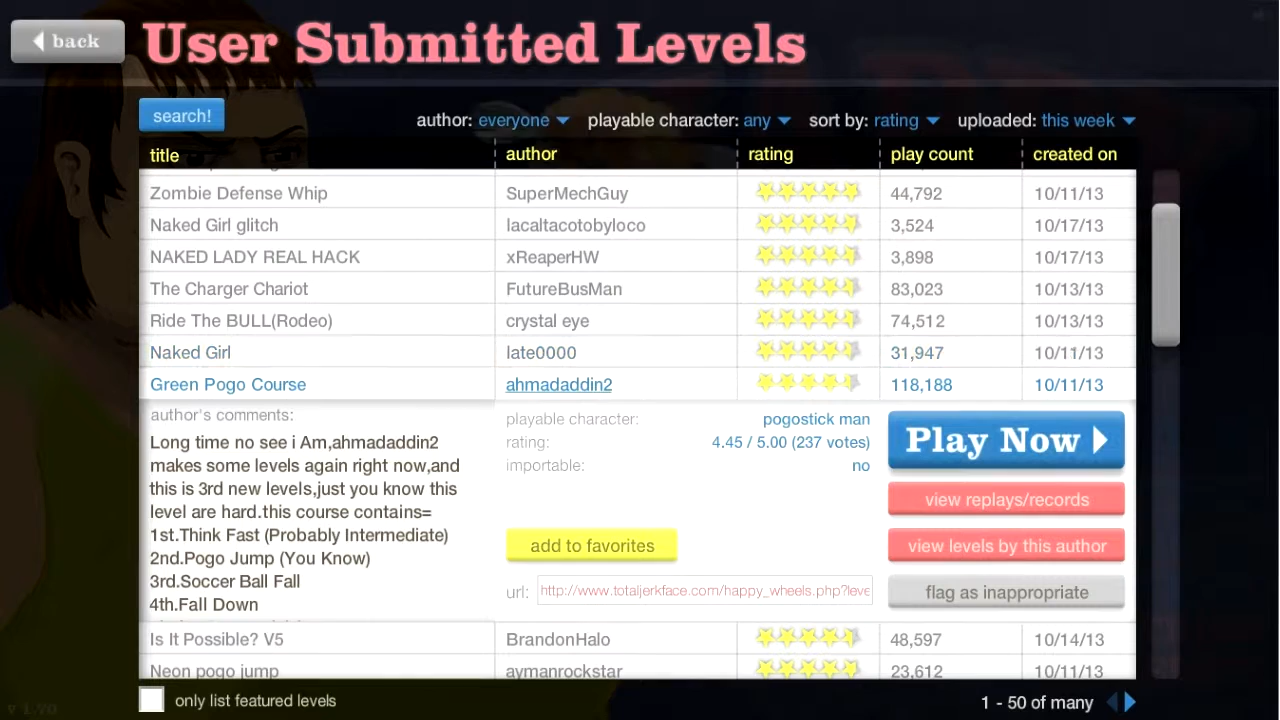 back
User Submitted Levels
search!
author: everyone playable character: any sort by: rating uploaded: this week
title author rating play count created on
Zombie Defense Whip SuperMechGuy 44,792 10/11/13
Naked Girl glitch lacaltacotobyloco 3,524 10/17/13
NAKED LADY REAL HACK xReaperHW 3,898 10/17/13
The Charger Chariot FutureBusMan 83,023 10/13/13
Ride The BULL(Rodeo) crystal eye 74,512 10/13/13
Naked Girl late0000 31,947 10/11/13
Green Pogo Course ahmadaddin2 118,188 10/11/13
author's comments:
Long time no see i Am,ahmadaddin2
makes some levels again right now,and
this is 3rd new levels,just you know this
level are hard.this course contains=
1st.Think Fast (Probably Intermediate)
2nd.Pogo Jump (You Know)
3rd.Soccer Ball Fall
4th.Fall Down
playable character: pogostick man
rating: 4.45 / 5.00 (237 votes)
importable: no
add to favorites
url: http://www.totaljerkface.com/happy_wheels.php?leve
Play Now
view replays/records
view levels by this author
flag as inappropriate
Is It Possible? V5 BrandonHalo 48,597 10/14/13
Neon pogo jump aymanrockstar 23,612 10/11/13
only list featured levels
1 - 50 of many
v 1.70